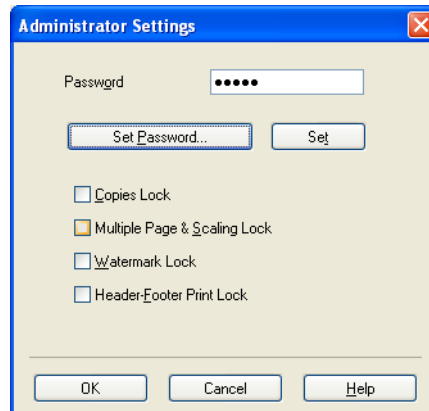 Administrator Settings
Password •••••
Set Password... Set
Copies Lock
Multiple Page & Scaling Lock
Watermark Lock
Header-Footer Print Lock
OK Cancel Help